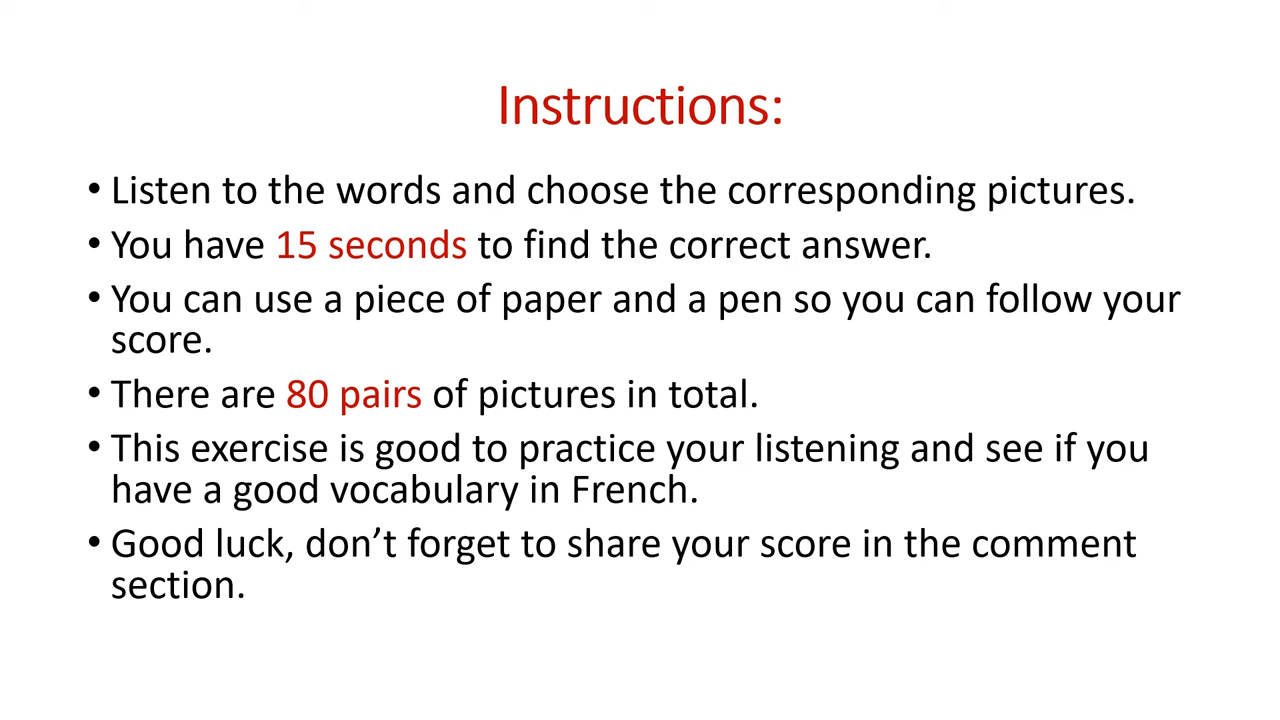 Instructions:
• Listen to the words and choose the corresponding pictures.
• You have 15 seconds to find the correct answer.
• You can use a piece of paper and a pen so you can follow your
score.
• There are 80 pairs of pictures in total.
• This exercise is good to practice your listening and see if you
have a good vocabulary in French.
• Good luck, don’t forget to share your score in the comment
section.